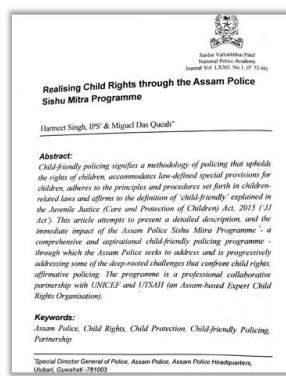 Sardar Vallabhbhai Patel
National Police Academy
Journal Vol. LXXII. No. 1, (P. 52-66)
Realising Child Rights through the Assam Police
Sishu Mitra Programme
Harmeet Singh, IPS* & Miguel Das Queah**
Abstract:
Child-friendly policing signifies a methodology of policing that upholds
the rights of children, accommodates law-defined special provisions for
children, adheres to the principles and procedures set forth in children-
related laws and affirms to the definition of 'child-friendly' explained in
the Juvenile Justice (Care and Protection of Children) Act, 2015 ('JJ
Act'). This article attempts to present a detailed description, and the
immediate impact of the Assam Police Sishu Mitra Programme - a
comprehensive and aspirational child-friendly policing programme -
through which the Assam Police seeks to address and is progressively
addressing some of the deep-rooted challenges that confront child rights,
affirmative policing. The programme is a professional collaborative
partnership with UNICEF and UTSAH (an Assam-based Expert Child
Rights Organisation).
Keywords:
Assam Police, Child Rights, Child Protection, Child-friendly Policing,
Partnership
*Special Director General of Police, Assam Police, Assam Police Headquarters,
Ulubari, Guwahati -781003